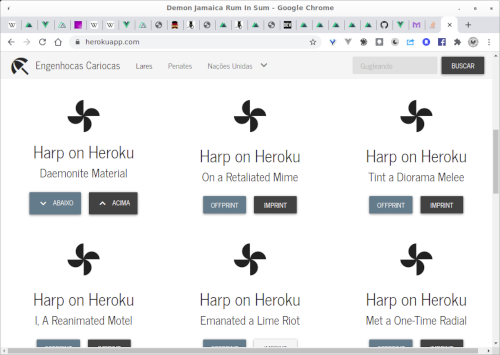 Demon Jamaica Rum In Sum - Google Chrome
herokuapp.com
Engenhocas Cariocas Lares Penates Nações Unidas Gugleando BUSCAR
Harp on Heroku
Daemonite Material
ABAIXO ACIMA
Harp on Heroku
On a Retaliated Mime
OFFPRINT IMPRINT
Harp on Heroku
Tint a Diorama Melee
OFFPRINT IMPRINT
Harp on Heroku
I, A Reanimated Motel
Harp on Heroku
Emanated a Lime Riot
Harp on Heroku
Met a One-Time Radial